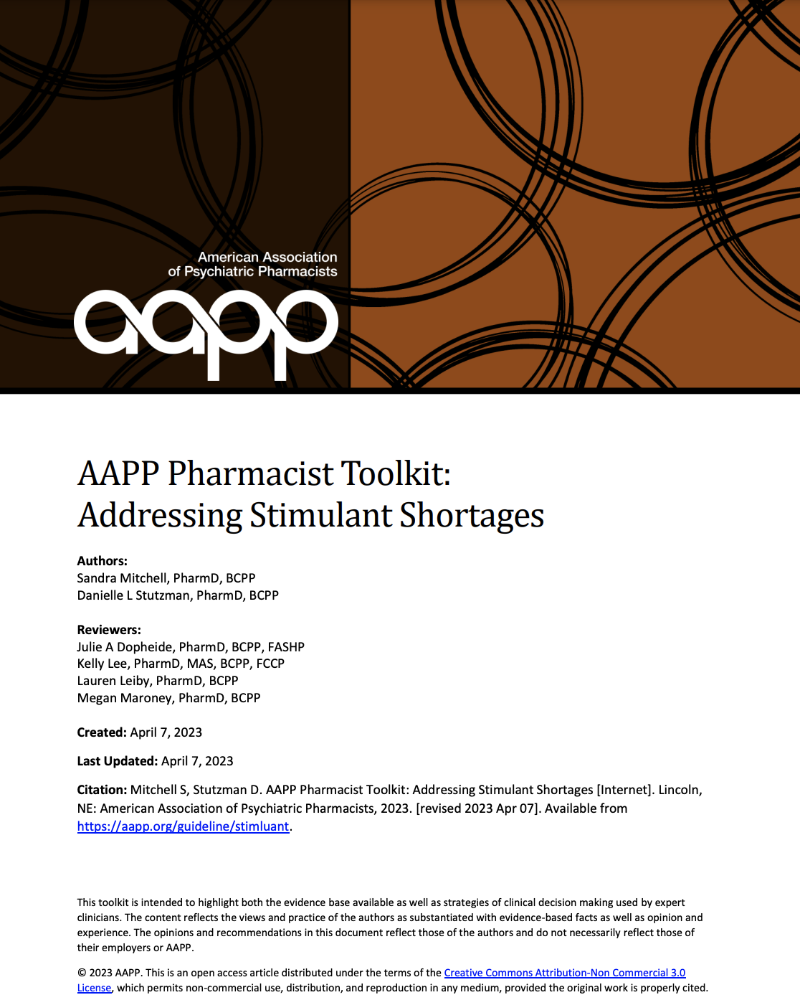 American Association
of Psychiatric Pharmacists
aapp
AAPP Pharmacist Toolkit:
Addressing Stimulant Shortages
Authors:
Sandra Mitchell, PharmD, BCPP
Danielle L Stutzman, PharmD, BCPP
Reviewers:
Julie A Dopheide, PharmD, BCPP, FASHP
Kelly Lee, PharmD, MAS, BCPP, FCCP
Lauren Leiby, PharmD, BCPP
Megan Maroney, PharmD, BCPP
Created: April 7, 2023
Last Updated: April 7, 2023
Citation: Mitchell S, Stutzman D. AAPP Pharmacist Toolkit: Addressing Stimulant Shortages [Internet]. Lincoln,
NE: American Association of Psychiatric Pharmacists, 2023. [revised 2023 Apr 07]. Available from
https://aapp.org/guideline/stimluant.
This toolkit is intended to highlight both the evidence base available as well as strategies of clinical decision making used by expert
clinicians. The content reflects the views and practice of the authors as substantiated with evidence-based facts as well as opinion and
experience. The opinions and recommendations in this document reflect those of the authors and do not necessarily reflect those of
their employers or AAPP.
© 2023 AAPP. This is an open access article distributed under the terms of the Creative Commons Attribution-Non Commercial 3.0
License, which permits non-commercial use, distribution, and reproduction in any medium, provided the original work is properly cited.